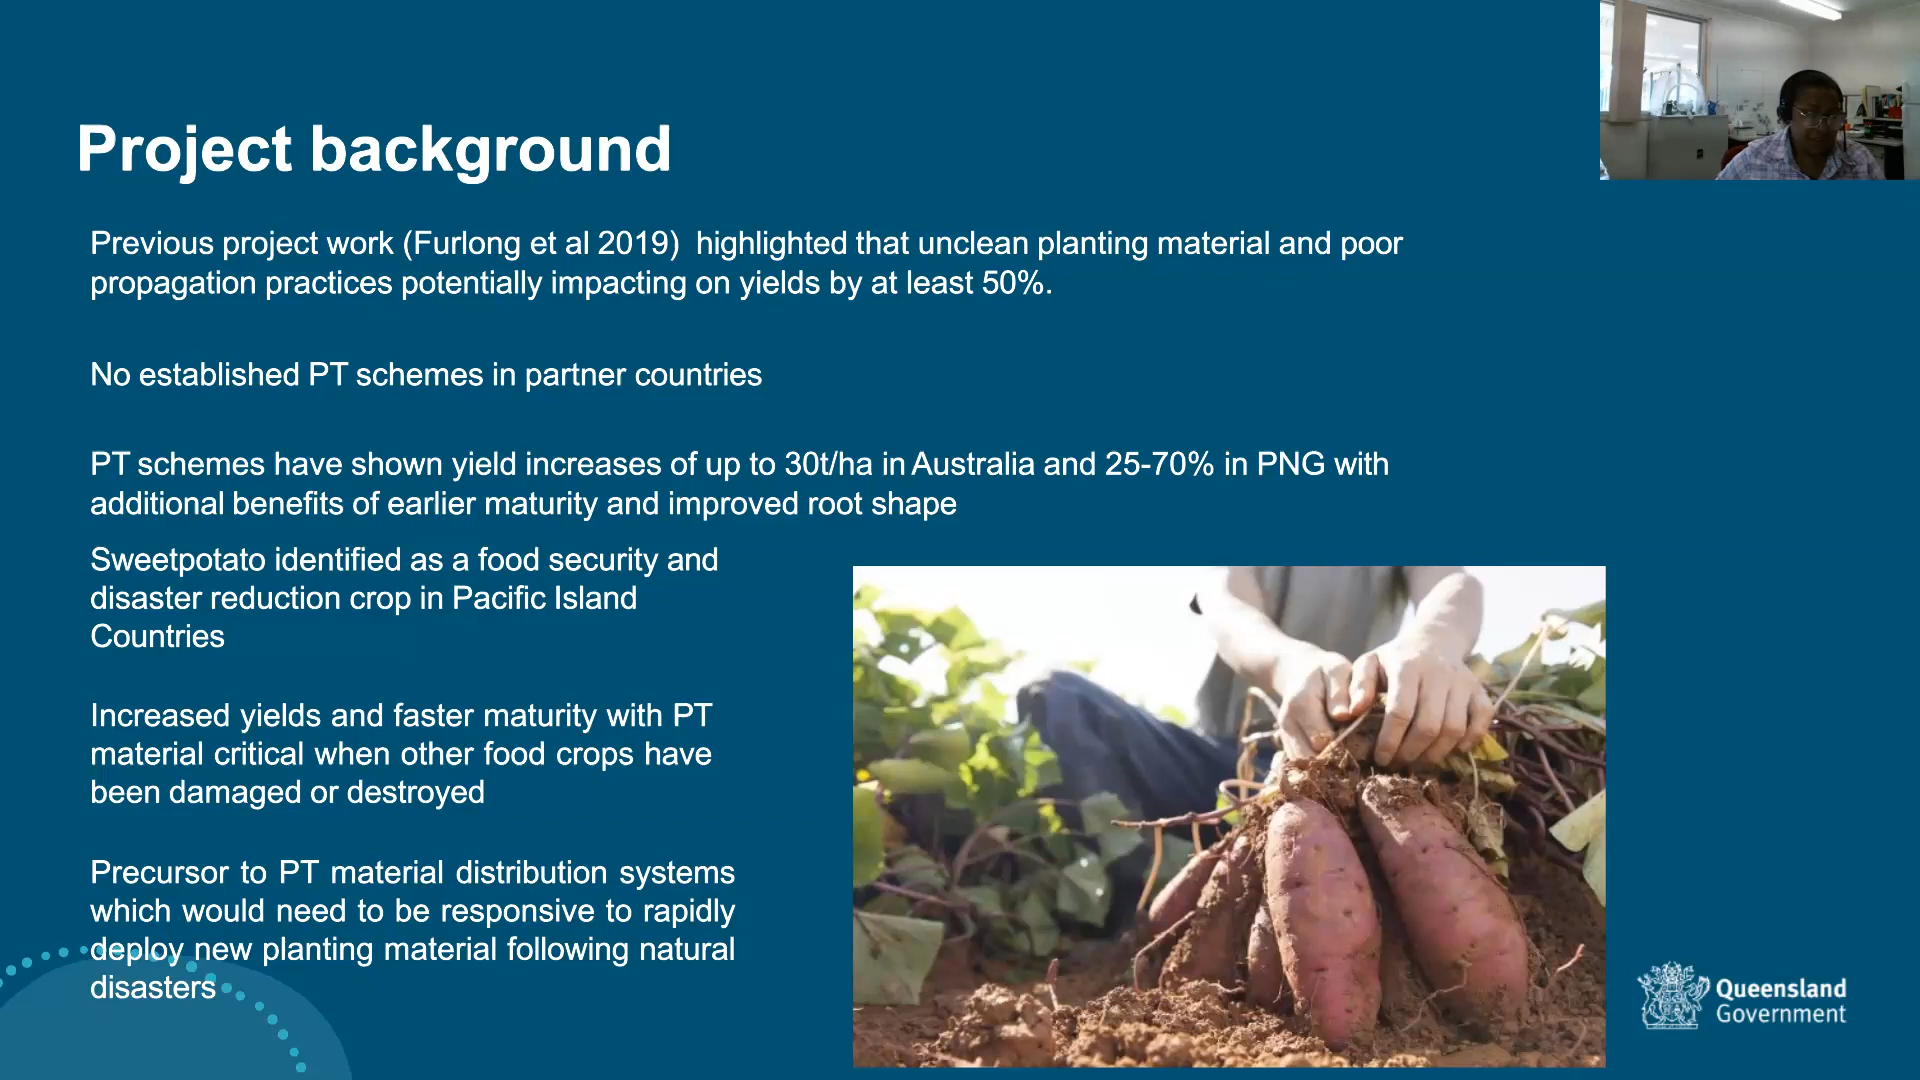 Project background
Previous project work (Furlong et al 2019)  highlighted that unclean planting material and poor
propagation practices potentially impacting on yields by at least 50%.
No established PT schemes in partner countries
PT schemes have shown yield increases of up to 30t/ha in Australia and 25-70% in PNG with
additional benefits of earlier maturity and improved root shape
Sweetpotato identified as a food security and
disaster reduction crop in Pacific Island
Countries
Increased yields and faster maturity with PT
material critical when other food crops have
been damaged or destroyed
Precursor to PT material distribution systems
which would need to be responsive to rapidly
deploy new planting material following natural
disasters
Queensland
Government